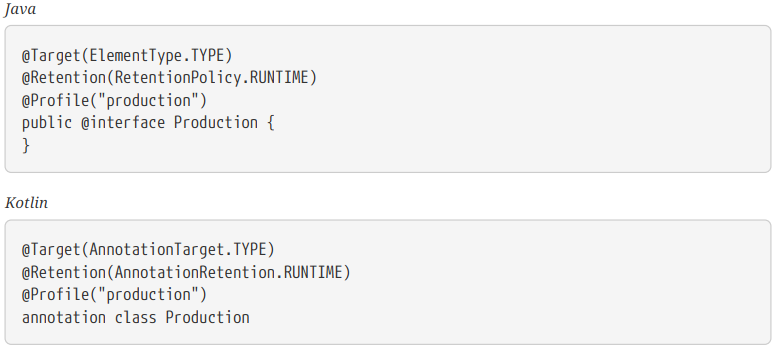 Java
@Target(ElementType.TYPE)
@Retention(RetentionPolicy.RUNTIME)
@Profile("production")
public @interface Production {
}
Kotlin
@Target(AnnotationTarget.TYPE)
@Retention(AnnotationRetention.RUNTIME)
@Profile("production")
annotation class Production